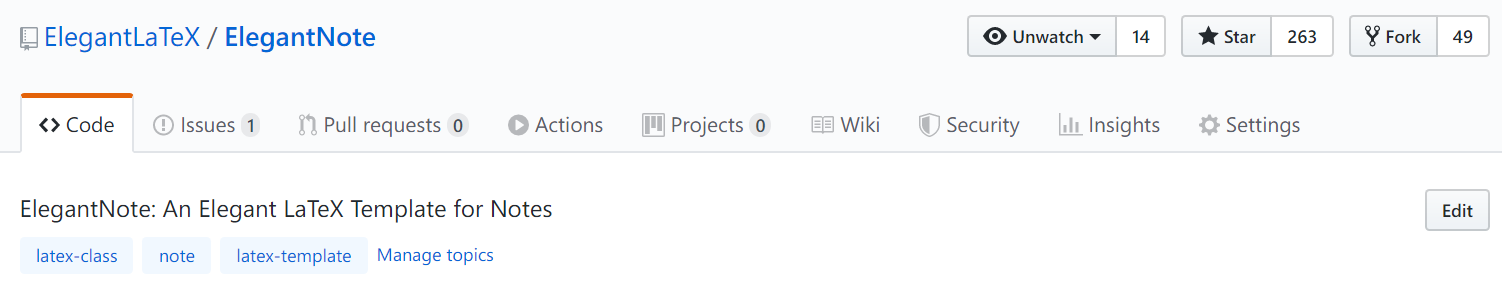 ElegantLaTeX / ElegantNote Unwatch 14 Star 263 Fork 49
Code Issues 1 Pull requests 0 Actions Projects 0 Wiki Security Insights Settings
ElegantNote: An Elegant LaTeX Template for Notes Edit
latex-class note latex-template Manage topics